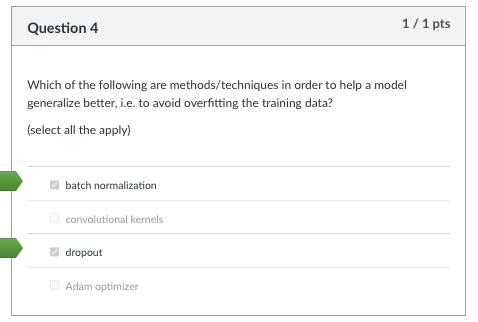 Question 4
1 / 1 pts
Which of the following are methods/techniques in order to help a model
generalize better, i.e. to avoid overfitting the training data?
(select all the apply)
batch normalization
convolutional kernels
dropout
Adam optimizer